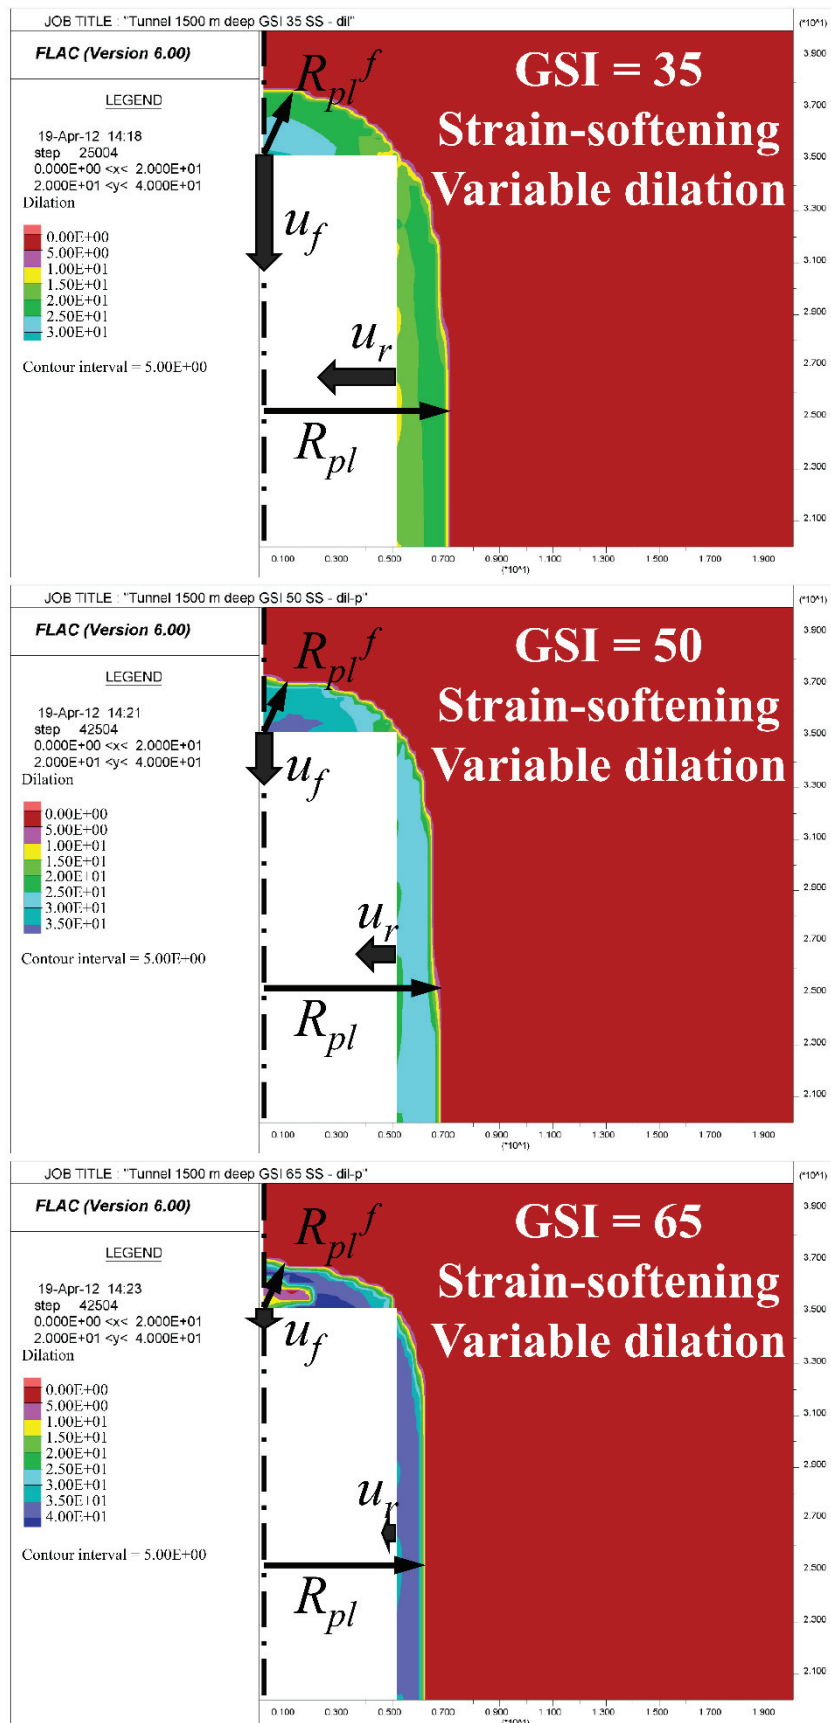 JOB TITLE : "Tunnel 1500 m deep GSI 35 SS - dil"
(*10^1)
FLAC (Version 6.00)
LEGEND
19-Apr-12 14:18
step 25004
0.000E+00 <x< 2.000E+01
2.000E+01 <y< 4.000E+01
Dilation
0.00E+00
5.00E+00
1.00E+01
1.50E+01
2.00E+01
2.50E+01
3.00E+01
Contour interval = 5.00E+00
GSI = 35
Strain-softening
Variable dilation
R_pl^f
u_f
u_r
R_pl
3.900
3.700
3.500
3.300
3.100
2.900
2.700
2.500
2.300
2.100
0.100 0.300 0.500 0.700 0.900 1.100 1.300 1.500 1.700 1.900
(*10^1)
JOB TITLE : "Tunnel 1500 m deep GSI 50 SS - dil-p"
(*10^1)
FLAC (Version 6.00)
LEGEND
19-Apr-12 14:21
step 42504
0.000E+00 <x< 2.000E+01
2.000E+01 <y< 4.000E+01
Dilation
0.00E+00
5.00E+00
1.00E+01
1.50E+01
2.00E+01
2.50E+01
3.00E+01
3.50E+01
Contour interval = 5.00E+00
GSI = 50
Strain-softening
Variable dilation
R_pl^f
u_f
u_r
R_pl
3.900
3.700
3.500
3.300
3.100
2.900
2.700
2.500
2.300
2.100
0.100 0.300 0.500 0.700 0.900 1.100 1.300 1.500 1.700 1.900
(*10^1)
JOB TITLE : "Tunnel 1500 m deep GSI 65 SS - dil-p"
(*10^1)
FLAC (Version 6.00)
LEGEND
19-Apr-12 14:23
step 42504
0.000E+00 <x< 2.000E+01
2.000E+01 <y< 4.000E+01
Dilation
0.00E+00
5.00E+00
1.00E+01
1.50E+01
2.00E+01
2.50E+01
3.00E+01
3.50E+01
4.00E+01
Contour interval = 5.00E+00
GSI = 65
Strain-softening
Variable dilation
R_pl^f
u_f
u_r
R_pl
3.900
3.700
3.500
3.300
3.100
2.900
2.700
2.500
2.300
2.100
0.100 0.300 0.500 0.700 0.900 1.100 1.300 1.500 1.700 1.900
(*10^1)